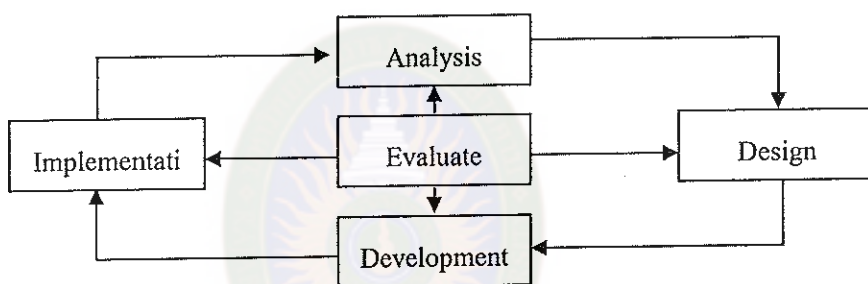 Analysis
Implementati
Evaluate
Design
Development